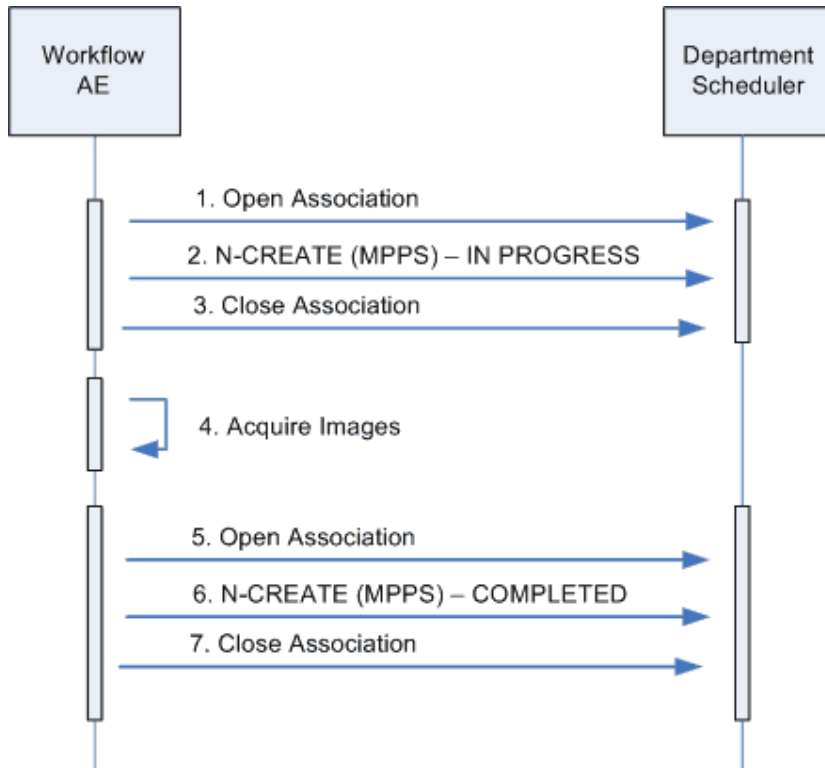 Workflow
AE
Department
Scheduler
1. Open Association
2. N-CREATE (MPPS) – IN PROGRESS
3. Close Association
4. Acquire Images
5. Open Association
6. N-CREATE (MPPS) – COMPLETED
7. Close Association